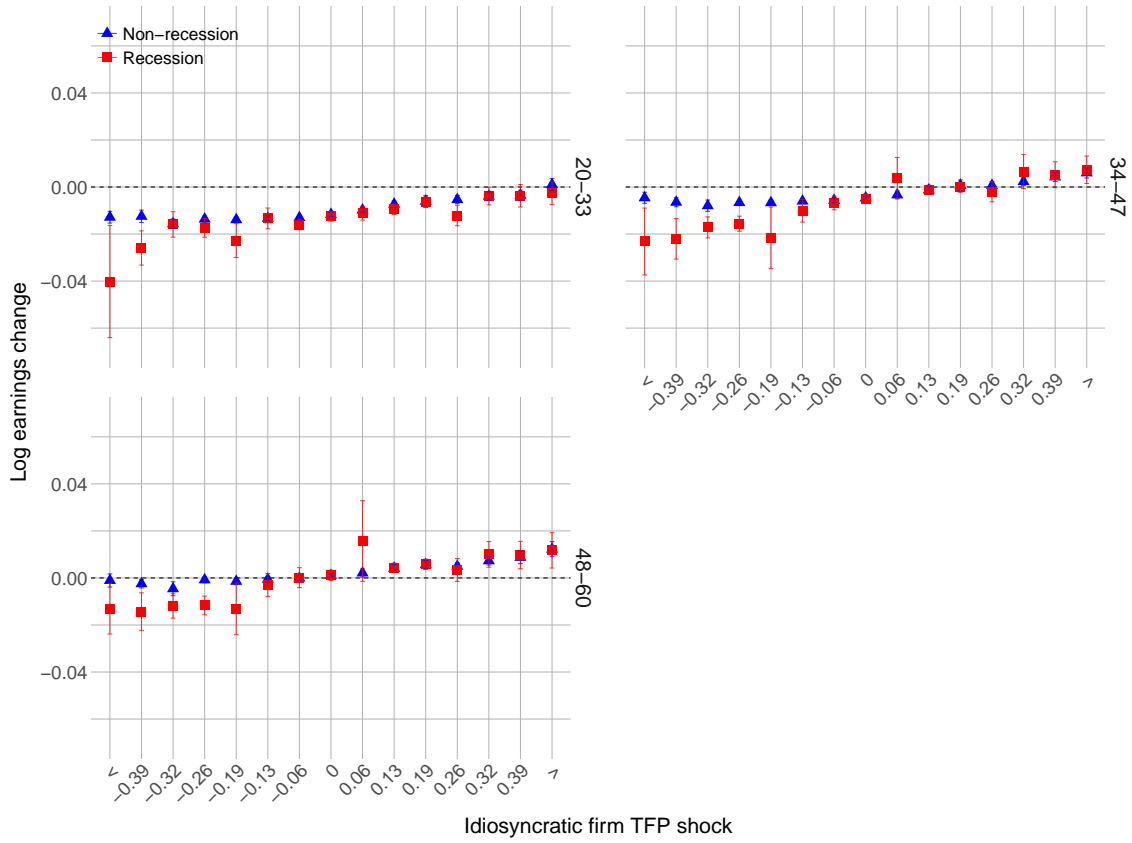 Non−recession
Recession
0.04
0.00
−0.04
20−33
34−47
< −0.39 −0.32 −0.26 −0.19 −0.13 −0.06 0 0.06 0.13 0.19 0.26 0.32 0.39 >
Log earnings change
0.04
0.00
−0.04
48−60
< −0.39 −0.32 −0.26 −0.19 −0.13 −0.06 0 0.06 0.13 0.19 0.26 0.32 0.39 >
Idiosyncratic firm TFP shock